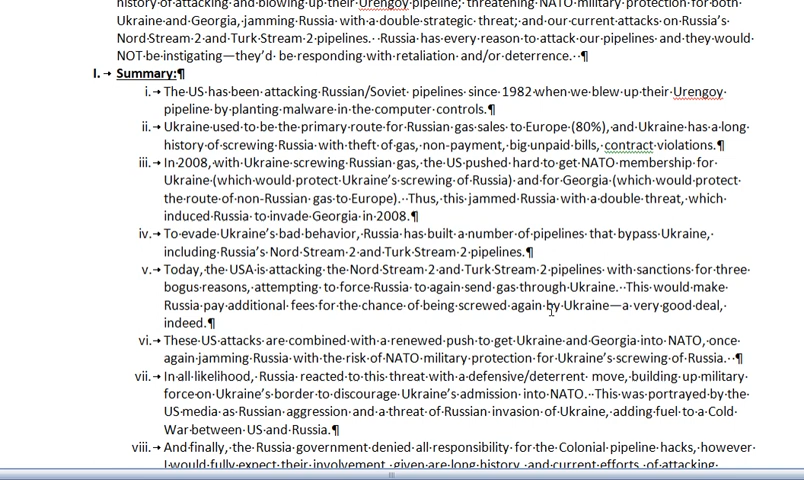 history of attacking and blowing up their Urengoy pipeline; threatening NATO military protection for both
Ukraine and Georgia, jamming Russia with a double strategic threat; and our current attacks on Russia's
Nord Stream 2 and Turk Stream 2 pipelines.  Russia has every reason to attack our pipelines and they would
NOT be instigating—they'd be responding with retaliation and/or deterrence.  ¶
I. → Summary:¶
i.→ The US has been attacking Russian/Soviet pipelines since 1982 when we blew up their Urengoy
pipeline by planting malware in the computer controls.¶
ii.→ Ukraine used to be the primary route for Russian gas sales to Europe (80%), and Ukraine has a long
history of screwing Russia with theft of gas, non-payment, big unpaid bills, contract violations.¶
iii.→ In 2008, with Ukraine screwing Russian gas, the US pushed hard to get NATO membership for
Ukraine (which would protect Ukraine's screwing of Russia) and for Georgia (which would protect
the route of non-Russian gas to Europe).  Thus, this jammed Russia with a double threat, which
induced Russia to invade Georgia in 2008.¶
iv.→ To evade Ukraine's bad behavior, Russia has built a number of pipelines that bypass Ukraine,
including Russia's Nord Stream 2 and Turk Stream 2 pipelines.¶
v.→ Today, the USA is attacking the Nord Stream 2 and Turk Stream 2 pipelines with sanctions for three
bogus reasons, attempting to force Russia to again send gas through Ukraine.  This would make
Russia pay additional fees for the chance of being screwed again by Ukraine—a very good deal,
indeed.¶
vi.→ These US attacks are combined with a renewed push to get Ukraine and Georgia into NATO, once
again jamming Russia with the risk of NATO military protection for Ukraine's screwing of Russia.  ¶
vii.→ In all likelihood, Russia reacted to this threat with a defensive/deterrent move, building up military
force on Ukraine's border to discourage Ukraine's admission into NATO.  This was portrayed by the
US media as Russian aggression and a threat of Russian invasion of Ukraine, adding fuel to a Cold
War between US and Russia.¶
viii.→ And finally, the Russia government denied all responsibility for the Colonial pipeline hacks, however
I would fully expect their involvement, given are long history, and current efforts, of attacking